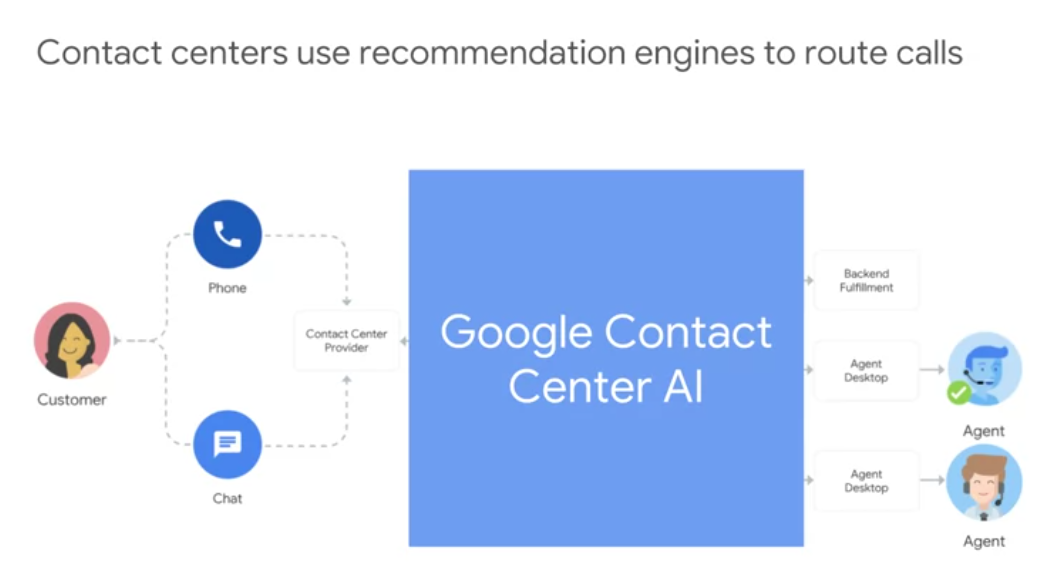 Contact centers use recommendation engines to route calls
Phone
Customer
Contact Center
Provider
Chat
Google Contact
Center AI
Backend
Fulfillment
Agent
Desktop
Agent
Agent
Desktop
Agent